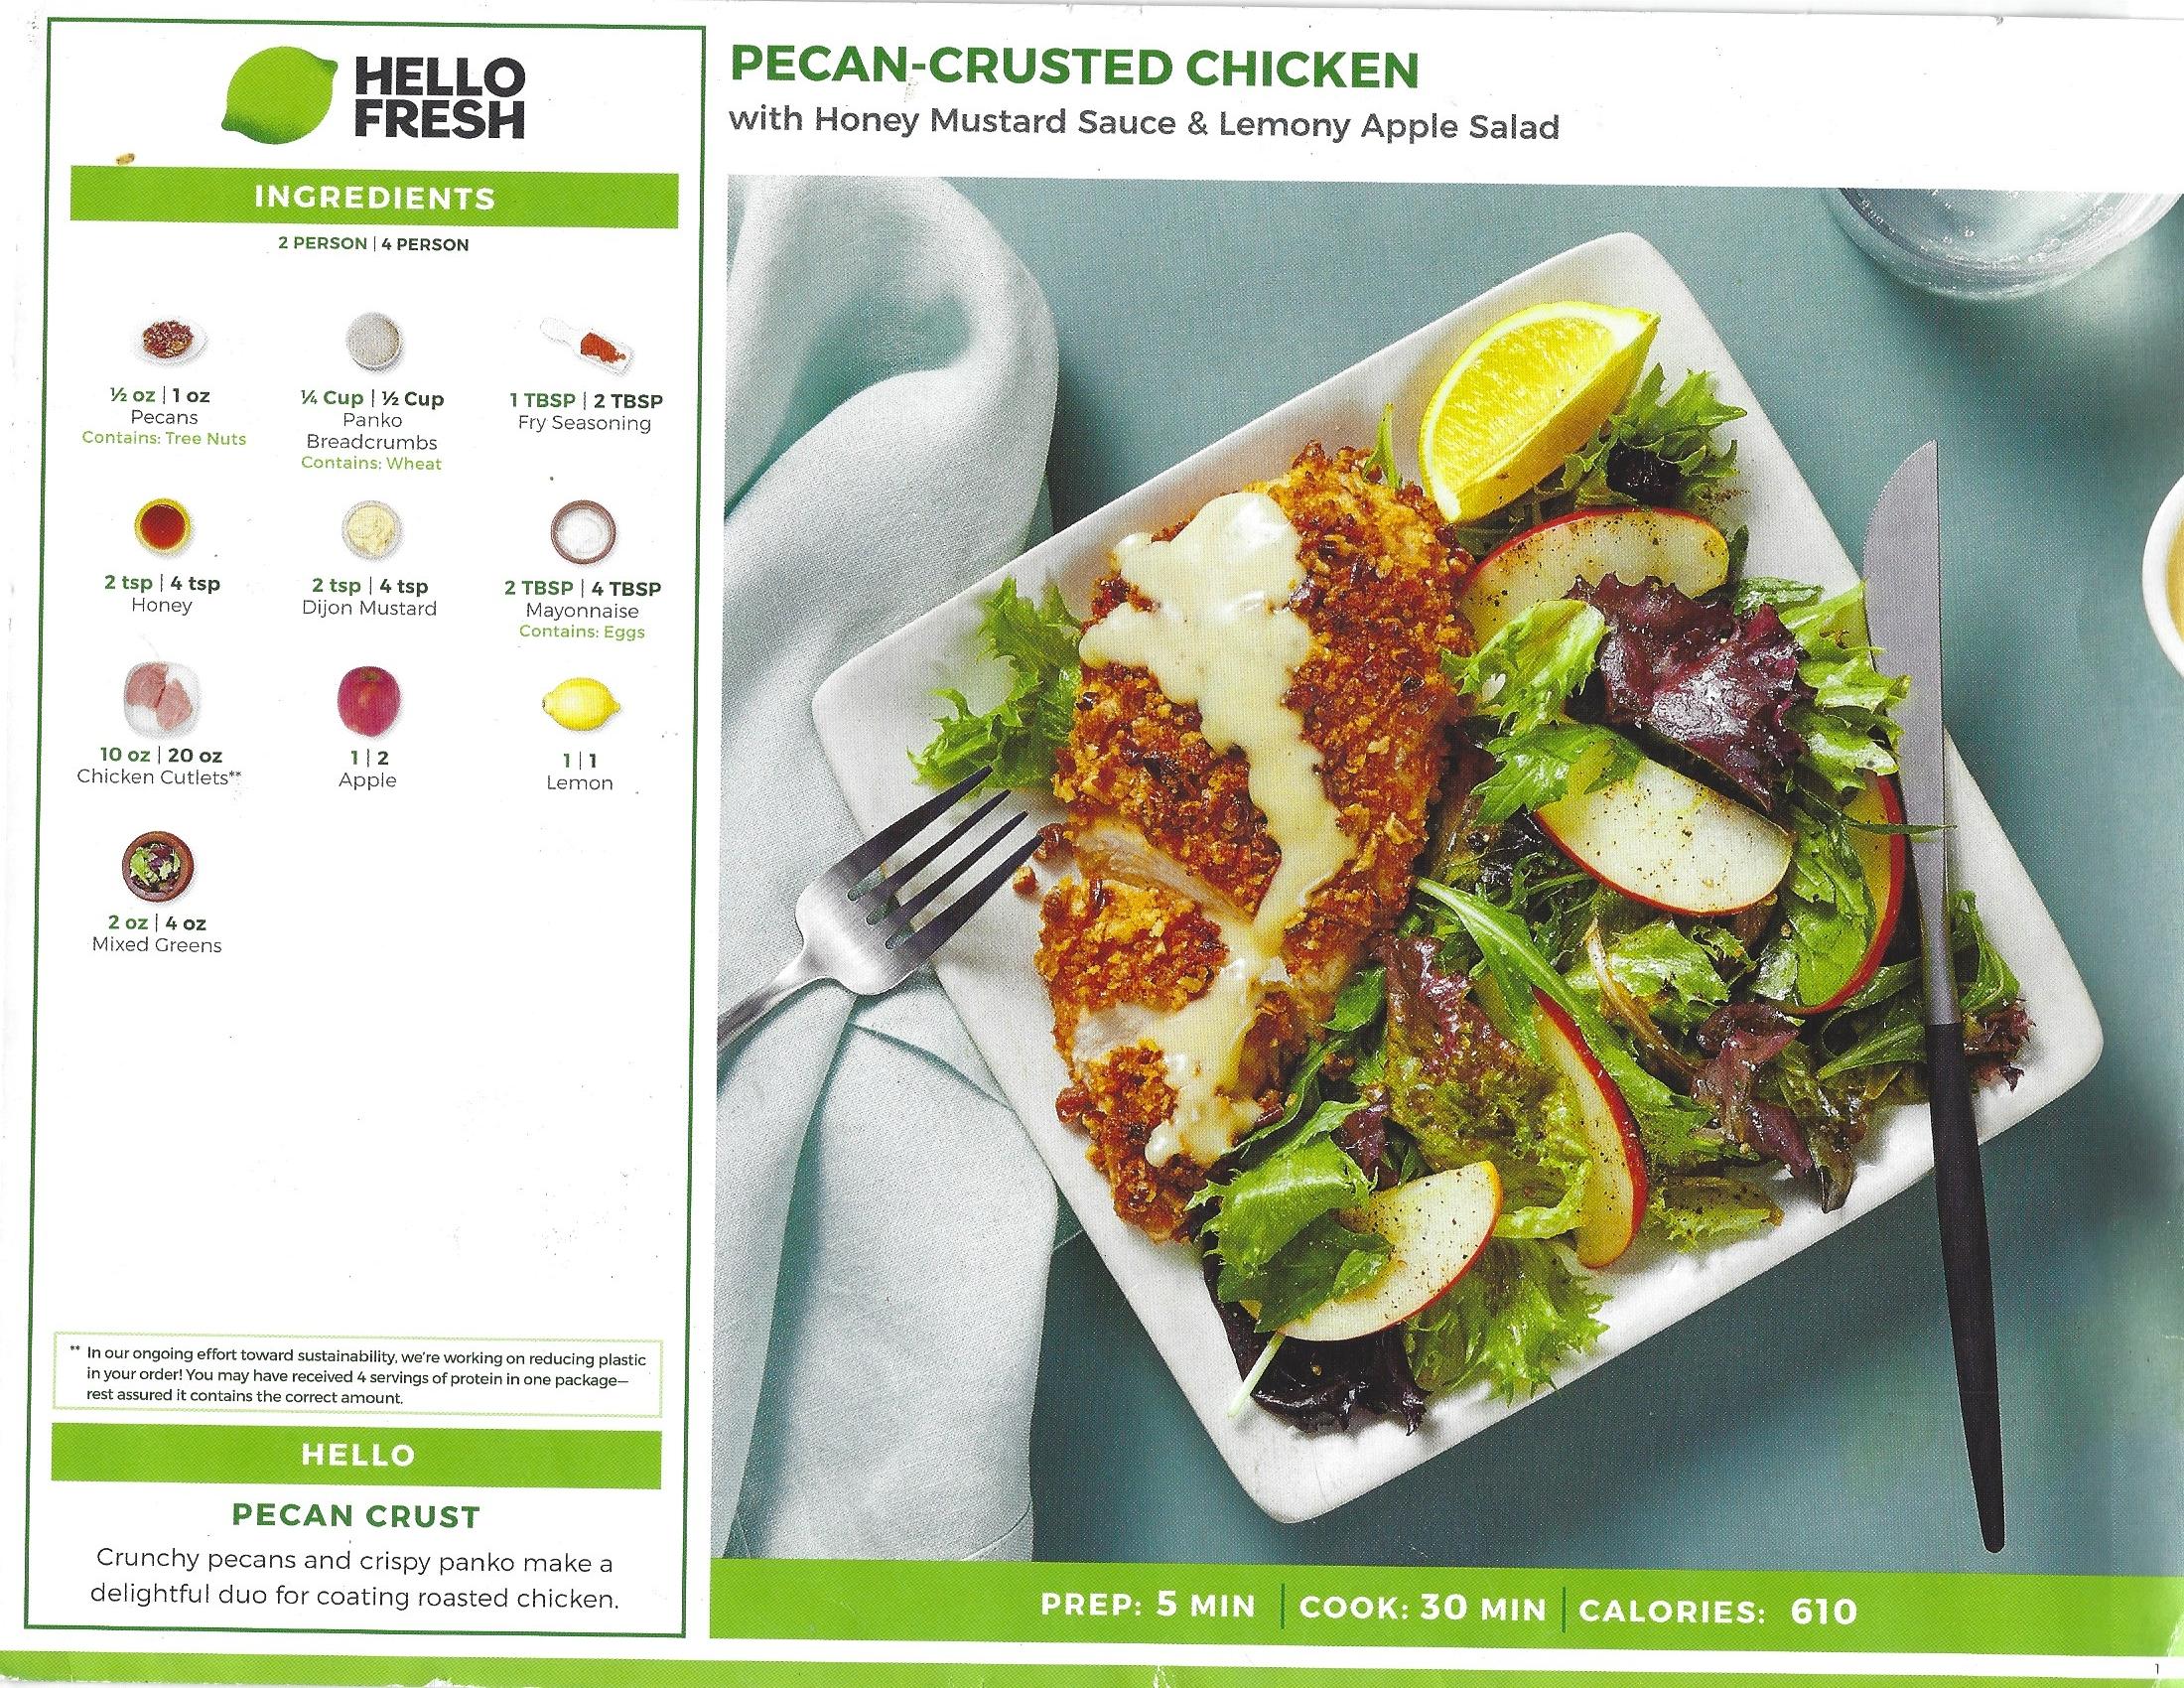 HELLO
FRESH
INGREDIENTS
2 PERSON | 4 PERSON
½ oz | 1 oz
Pecans
Contains: Tree Nuts
¼ Cup | ½ Cup
Panko
Breadcrumbs
Contains: Wheat
1 TBSP | 2 TBSP
Fry Seasoning
2 tsp | 4 tsp
Honey
2 tsp | 4 tsp
Dijon Mustard
2 TBSP | 4 TBSP
Mayonnaise
Contains: Eggs
10 oz | 20 oz
Chicken Cutlets**
1 | 2
Apple
1 | 1
Lemon
2 oz | 4 oz
Mixed Greens
** In our ongoing effort toward sustainability, we're working on reducing plastic
in your order! You may have received 4 servings of protein in one package—
rest assured it contains the correct amount.
HELLO
PECAN CRUST
Crunchy pecans and crispy panko make a
delightful duo for coating roasted chicken.
PECAN-CRUSTED CHICKEN
with Honey Mustard Sauce & Lemony Apple Salad
PREP: 5 MIN | COOK: 30 MIN | CALORIES: 610
1